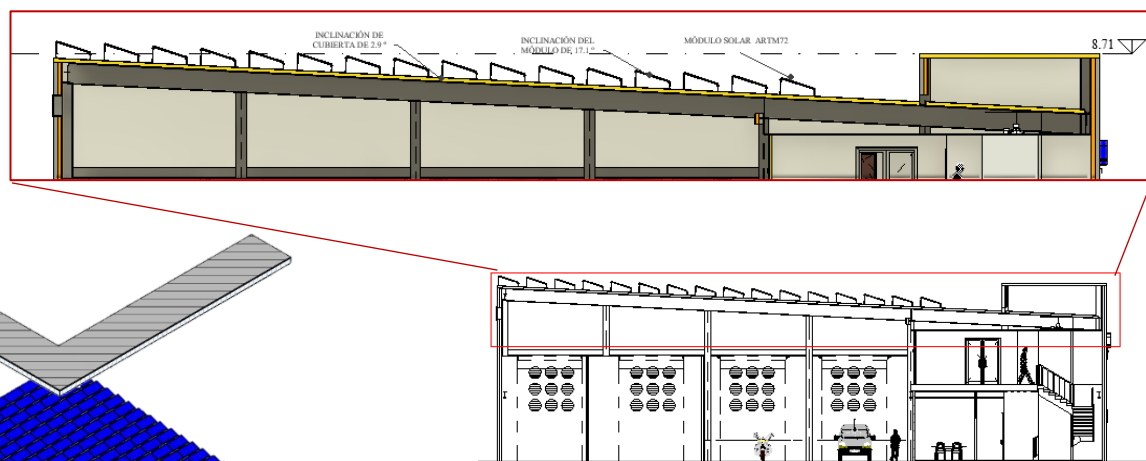 INCLINACIÓN DE
CUBIERTA DE 2.9 °
INCLINACIÓN DEL
MÓDULO DE 17.1 °
MÓDULO SOLAR ARTM72
8.71